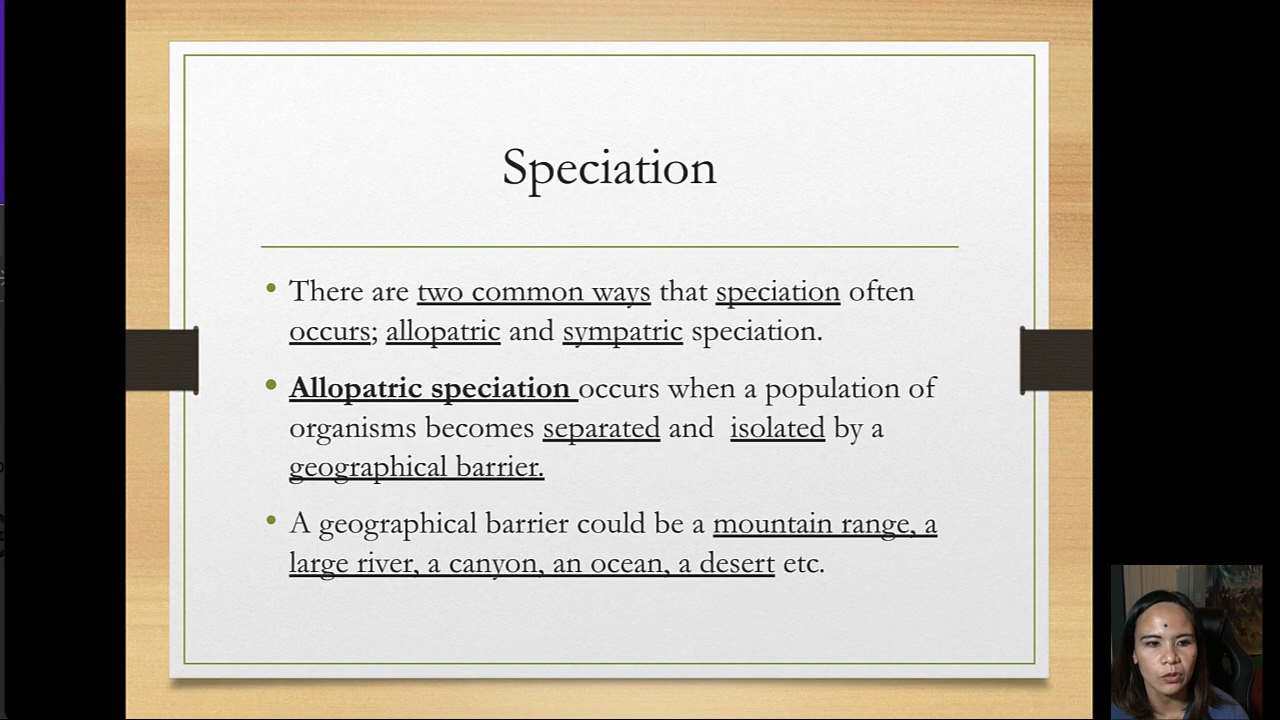 Speciation
• There are two common ways that speciation often
occurs; allopatric and sympatric speciation.
• Allopatric speciation occurs when a population of
organisms becomes separated and  isolated by a
geographical barrier.
• A geographical barrier could be a mountain range, a
large river, a canyon, an ocean, a desert etc.